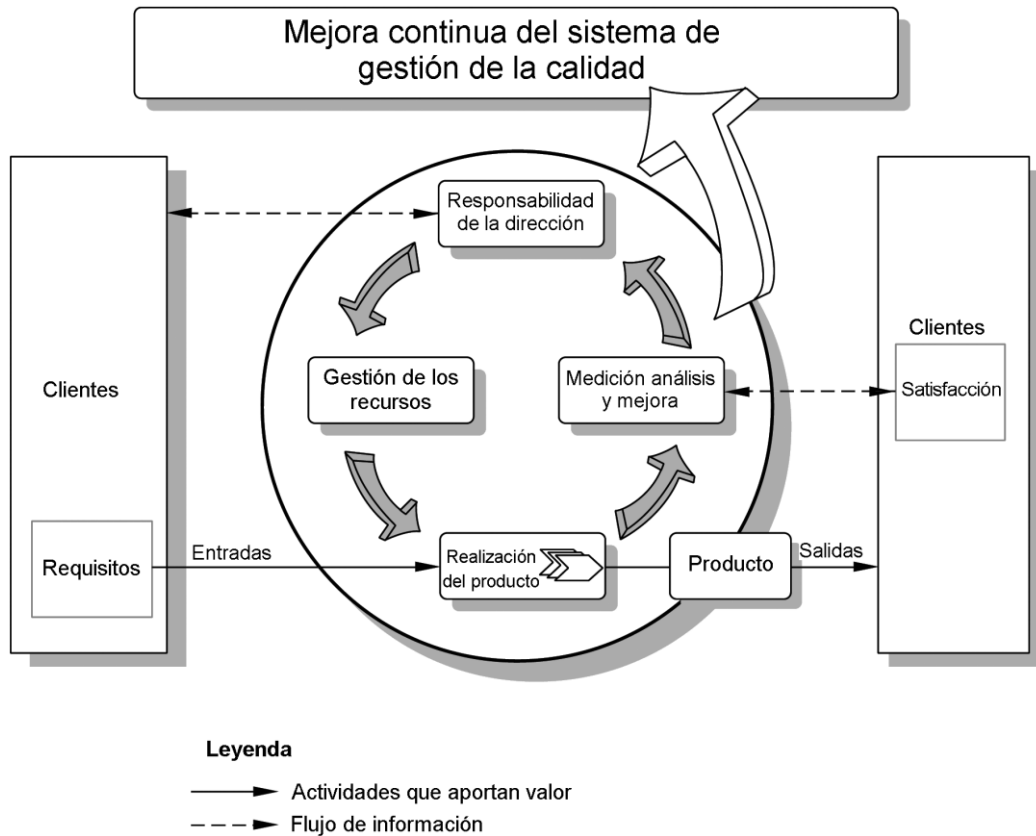 Mejora continua del sistema de
gestión de la calidad
Responsabilidad
de la dirección
Clientes
Clientes
Gestión de los
recursos
Medición análisis
y mejora
Satisfacción
Requisitos
Entradas
Realización
del producto
Producto
Salidas
Leyenda
Actividades que aportan valor
Flujo de información